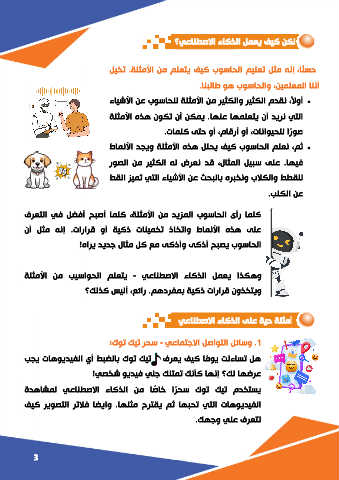 لكن كيف يعمل الذكاء الاصطناعي؟
حسنًا، إنه مثل تعليم الحاسوب كيف يتعلم من الأمثلة. تخيل
أننا المعلمين، والحاسوب هو طالبنا.
• أولاً، نقدم الكثير والكثير من الأمثلة للحاسوب عن الأشياء
التي نريد أن يتعلمها عنها. يمكن أن تكون هذه الأمثلة
صورًا للحيوانات، أو أرقام، أو حتى كلمات.
• ثم، نعلم الحاسوب كيف يحلل هذه الأمثلة ويجد الأنماط
فيها. على سبيل المثال، قد نعرض له الكثير من الصور
للقطط والكلاب ونخبره بالبحث عن الأشياء التي تميز القط
عن الكلب.
كلما رأى الحاسوب المزيد من الأمثلة، كلما أصبح أفضل في التعرف
على هذه الأنماط واتخاذ تخمينات ذكية أو قرارات. إنه مثل أن
الحاسوب يصبح أذكى وأذكى مع كل مثال جديد يراه!
وهكذا يعمل الذكاء الاصطناعي - يتعلم الحواسيب من الأمثلة
ويتخذون قرارات ذكية بمفردهم. رائع، أليس كذلك؟
أمثلة حية على الذكاء الاصطناعي
1. وسائل التواصل الاجتماعي - سحر تيك توك:
هل تساءلت يومًا كيف يعرف تيك توك بالضبط أي الفيديوهات يجب
عرضها لك؟ إنها كأنك تمتلك جني فيديو شخصي!
يستخدم تيك توك سحرًا خاصًا من الذكاء الاصطناعي لمشاهدة
الفيديوهات التي تحبها ثم يقترح مثلها. وايضا فلاتر التصوير كيف
تتعرف علي وجهك.
3